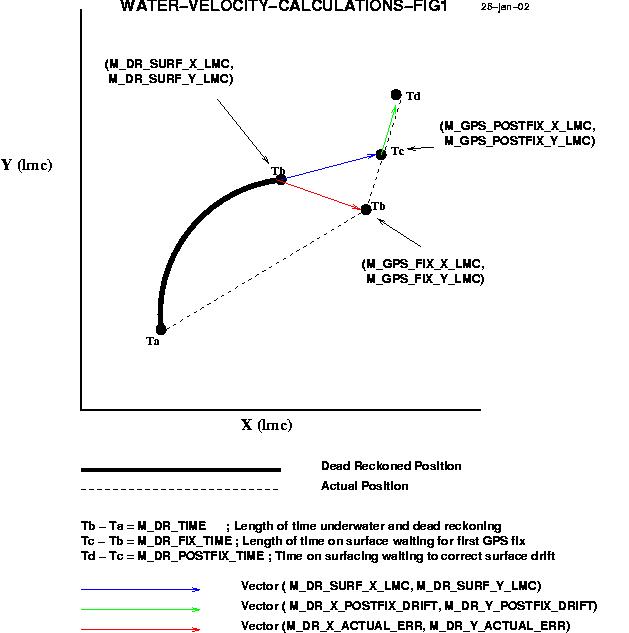 WATER–VELOCITY–CALCULATIONS–FIG1 28–jan–02
(M_DR_SURF_X_LMC,
M_DR_SURF_Y_LMC)
Td
(M_GPS_POSTFIX_X_LMC,
M_GPS_POSTFIX_Y_LMC)
Tc
Y (lmc)
Tb
Tb
(M_GPS_FIX_X_LMC,
M_GPS_FIX_Y_LMC)
Ta
X (lmc)
Dead Reckoned Position
Actual Position
Tb – Ta = M_DR_TIME ; Length of time underwater and dead reckoning
Tc – Tb = M_DR_FIX_TIME ; Length of time on surface waiting for first GPS fix
Td – Tc = M_DR_POSTFIX_TIME ; Time on surfacing waiting to correct surface drift
Vector ( M_DR_SURF_X_LMC, M_DR_SURF_Y_LMC)
Vector ( M_DR_X_POSTFIX_DRIFT, M_DR_Y_POSTFIX_DRIFT)
Vector (M_DR_X_ACTUAL_ERR, M_DR_Y_ACTUAL_ERR)